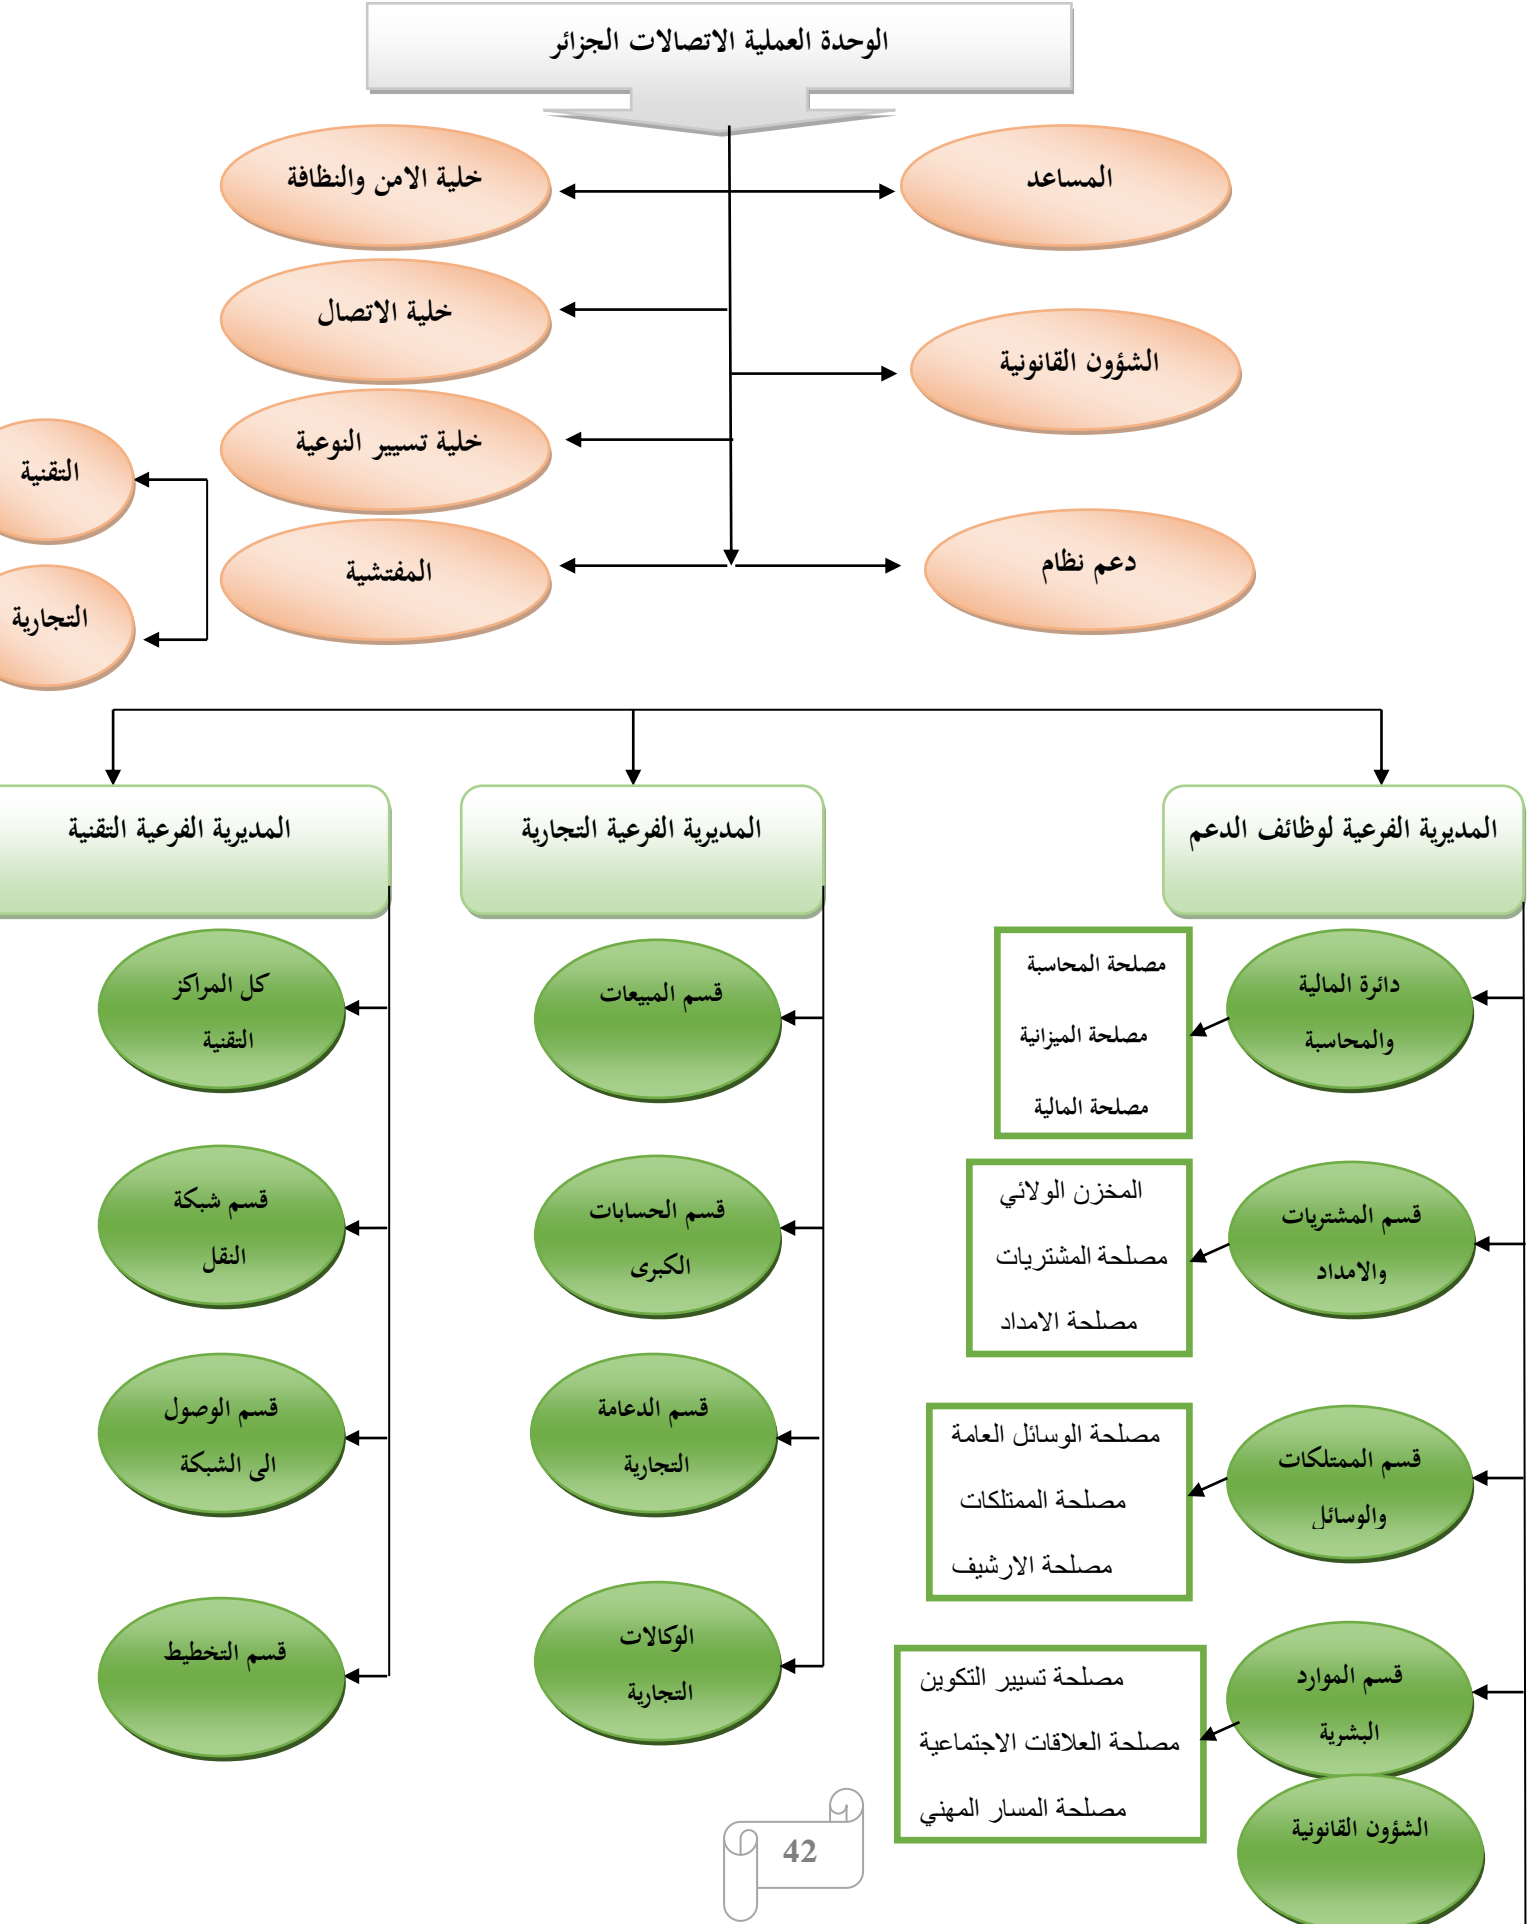 الوحدة العملية الاتصالات الجزائر
المساعد
خلية الامن والنظافة
خلية الاتصال
الشؤون القانونية
خلية تسيير النوعية
التقنية
دعم نظام
المفتشية
التجارية
المديرية الفرعية لوظائف الدعم
المديرية الفرعية التجارية
المديرية الفرعية التقنية
دائرة المالية
والمحاسبة
مصلحة المحاسبة
مصلحة الميزانية
مصلحة المالية
قسم المشتريات
والامداد
المخزن الولائي
مصلحة المشتريات
مصلحة الامداد
قسم الممتلكات
والوسائل
مصلحة الوسائل العامة
مصلحة الممتلكات
مصلحة الارشيف
قسم الموارد
البشرية
مصلحة تسيير التكوين
مصلحة العلاقات الاجتماعية
مصلحة المسار المهني
الشؤون القانونية
قسم المبيعات
قسم الحسابات
الكبرى
قسم الدعامة
التجارية
الوكالات
التجارية
كل المراكز
التقنية
قسم شبكة
النقل
قسم الوصول
الى الشبكة
قسم التخطيط
42